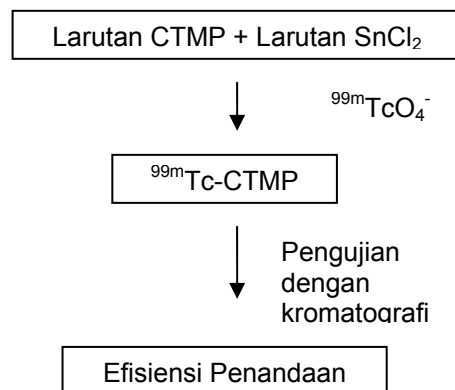 Larutan CTMP + Larutan SnCl₂
⁹⁹ᵐTcO₄⁻
⁹⁹ᵐTc-CTMP
Pengujian
dengan
kromatografi
Efisiensi Penandaan